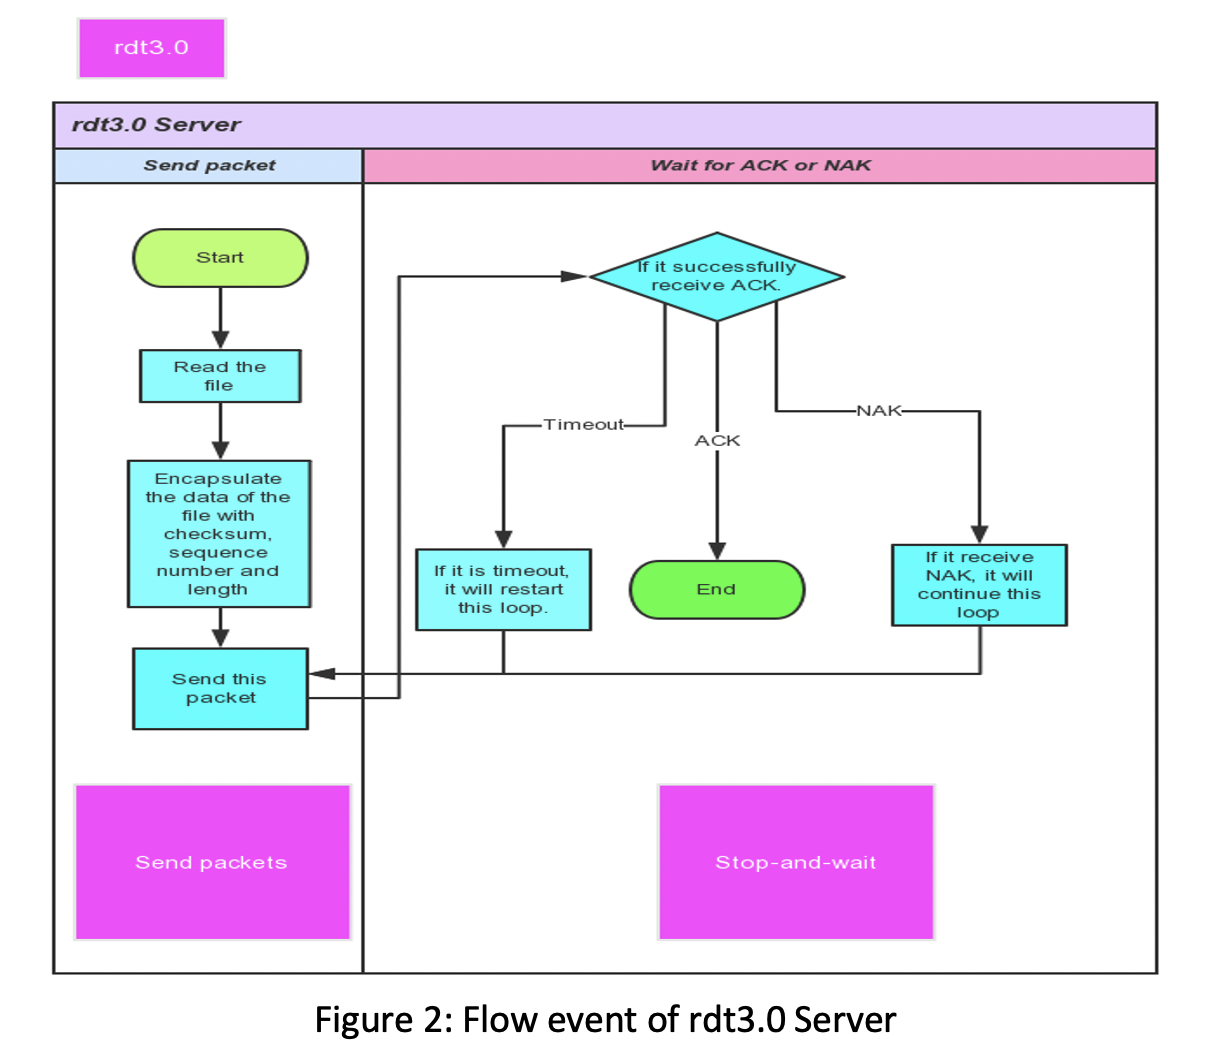 rdt3.0
rdt3.0 Server
Send packet
Wait for ACK or NAK
Start
Read the
file
Encapsulate
the data of the
file with
checksum,
sequence
number and
length
Send this
packet
If it successfully
receive ACK.
Timeout
ACK
NAK
If it is timeout,
it will restart
this loop.
End
If it receive
NAK, it will
continue this
loop
Send packets
Stop-and-wait
Figure 2: Flow event of rdt3.0 Server